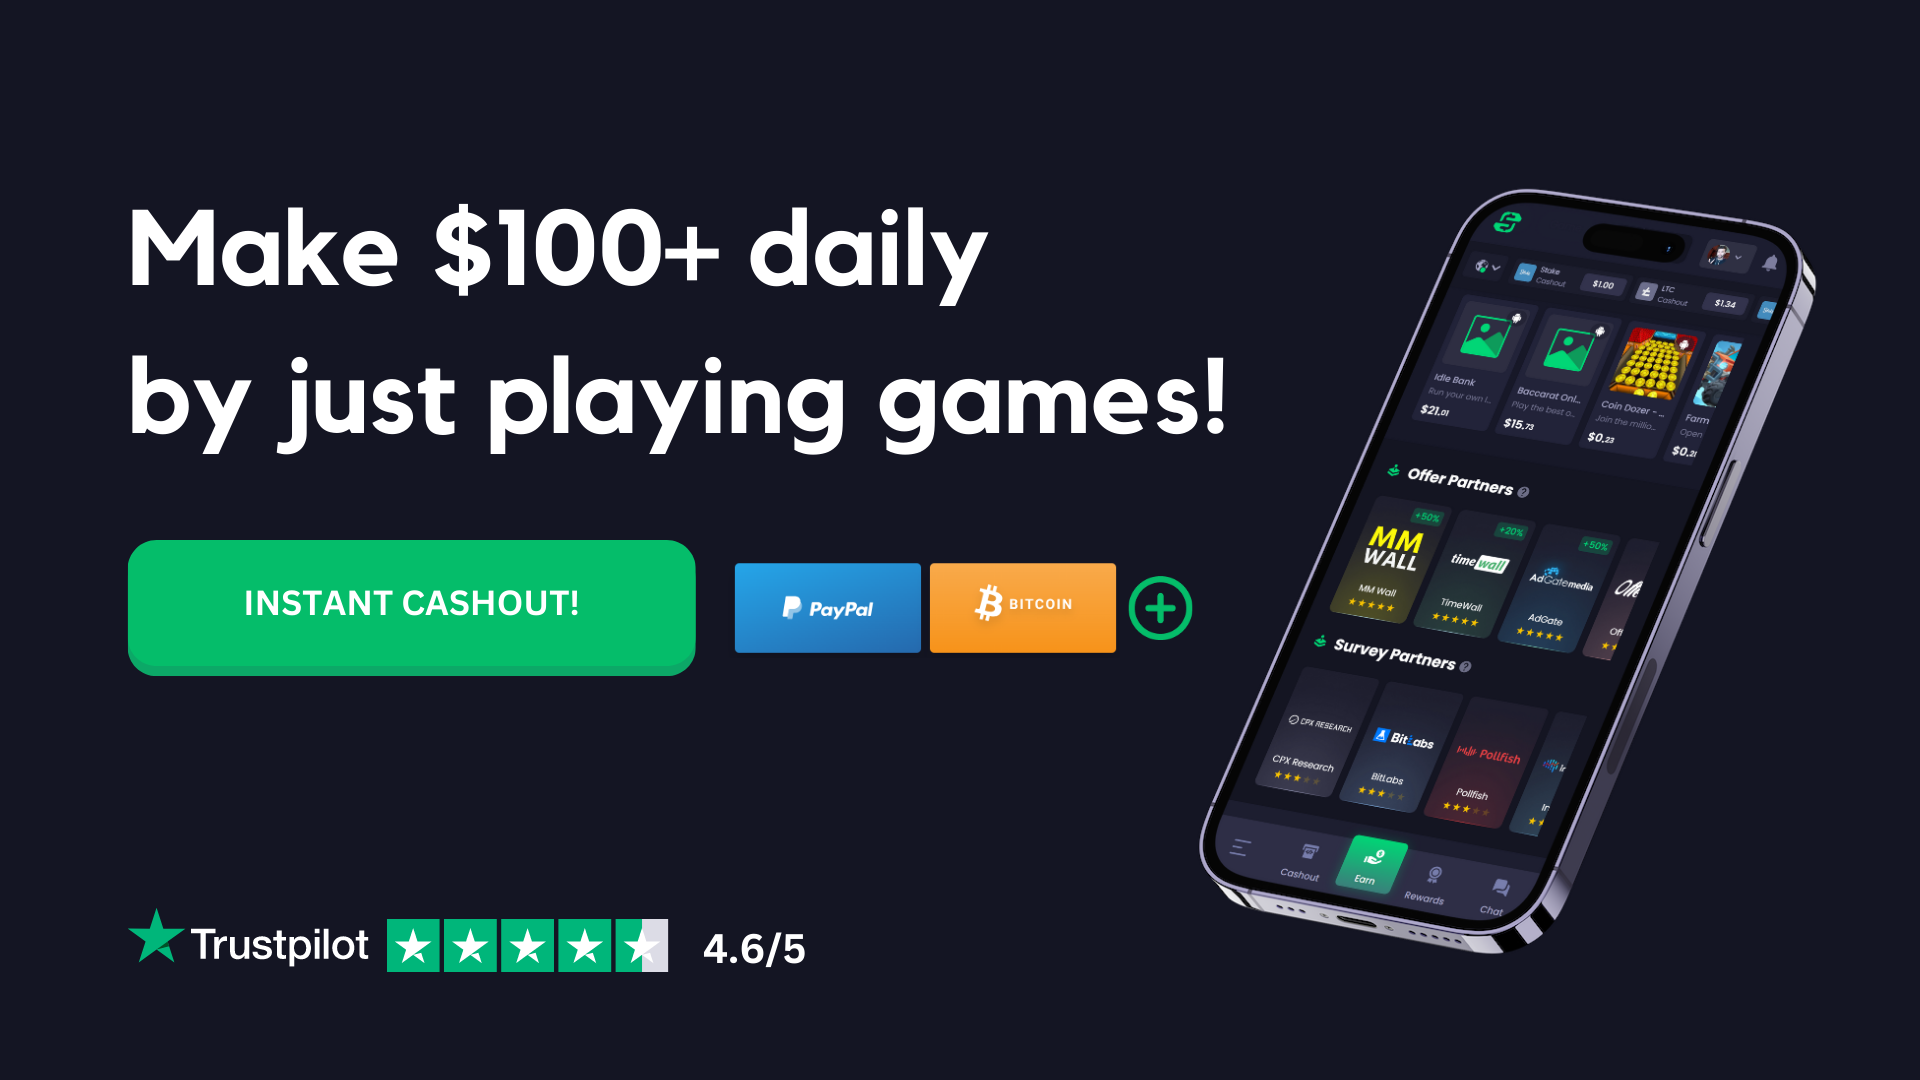 Make $100+ daily
by just playing games!
INSTANT CASHOUT!
PayPal
BITCOIN
Trustpilot
4.6/5
Stake
Cashout
$1.00
LTC
Cashout
$1.34
Idle Bank
Run your own l...
$21.01
Baccarat Onl...
Play the best o...
$15.73
Coin Dozer - ...
Join the millio...
$0.23
Farm
Open
$0.21
Offer Partners
+50%
MM
WALL
MM Wall
+20%
timewall
TimeWall
+50%
AdGatemedia
AdGate
Off
Survey Partners
CPX RESEARCH
CPX Research
BitLabs
BitLabs
Pollfish
Pollfish
In
Cashout
Earn
Rewards
Chat